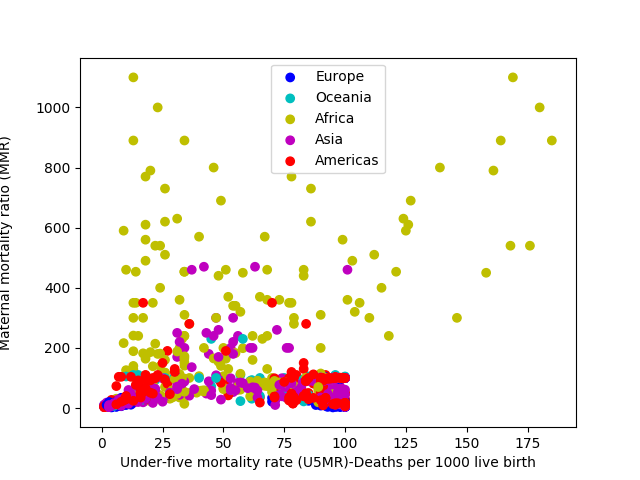 Europe
Oceania
Africa
Asia
Americas
Maternal mortality ratio (MMR)
1000
800
600
400
200
0
0 25 50 75 100 125 150 175
Under-five mortality rate (U5MR)-Deaths per 1000 live birth